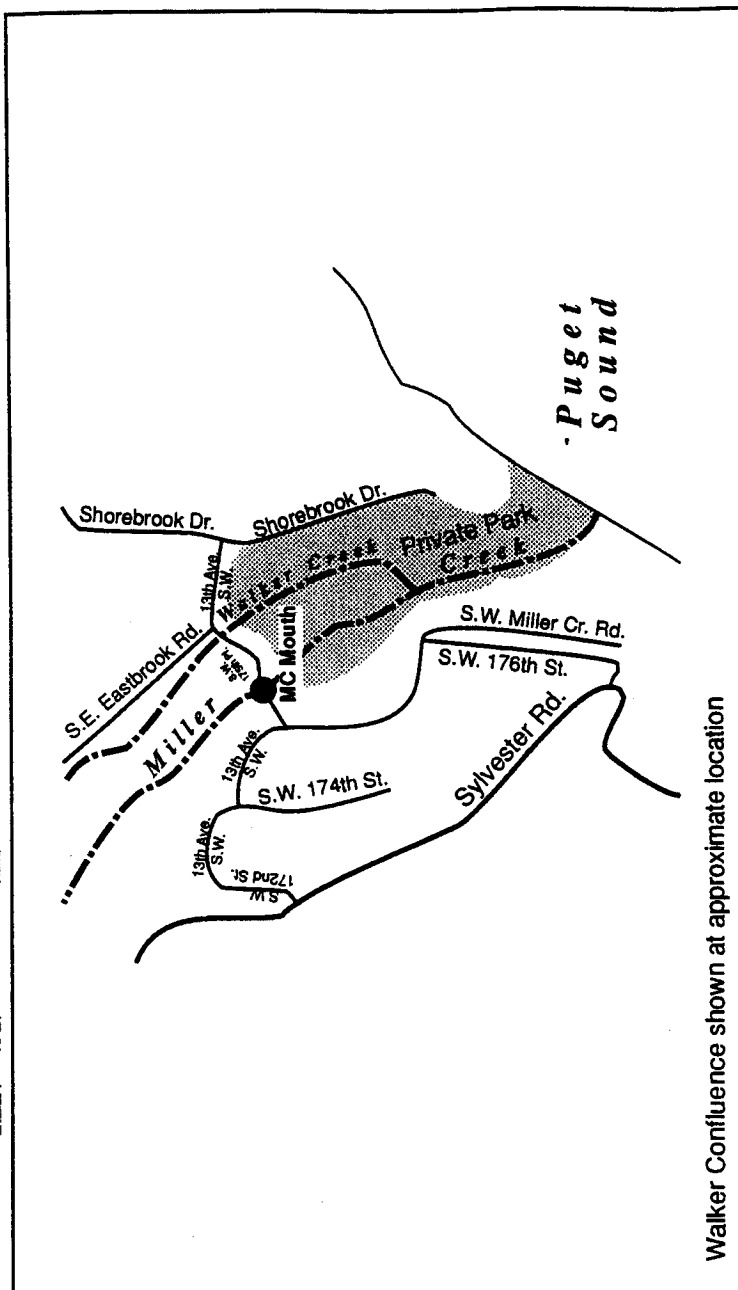 Shorebrook Dr.
Shorebrook Dr.
13th Ave.
S.W.
S.E. Eastbrook Rd.
Walker Creek
Private Park
Miller
Creek
S.W.
175th Pl.
MC Mouth
·Puget
Sound
13th Ave.
S.W.
S.W. 174th St.
13th Ave.
S.W.
S.W
172nd St.
S.W. Miller Cr. Rd.
S.W. 176th St.
Sylvester Rd.
Walker Confluence shown at approximate location